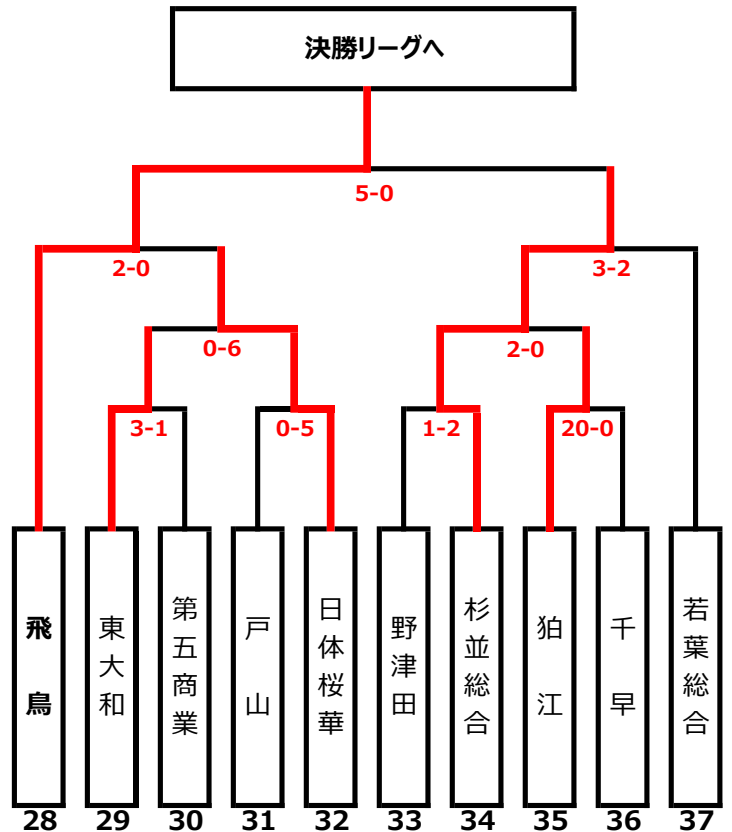 決勝リーグへ
5-0
2-0
3-2
0-6
2-0
3-1
0-5
1-2
20-0
飛鳥
東大和
第五商業
戸山
日体桜華
野津田
杉並総合
狛江
千早
若葉総合
28
29
30
31
32
33
34
35
36
37